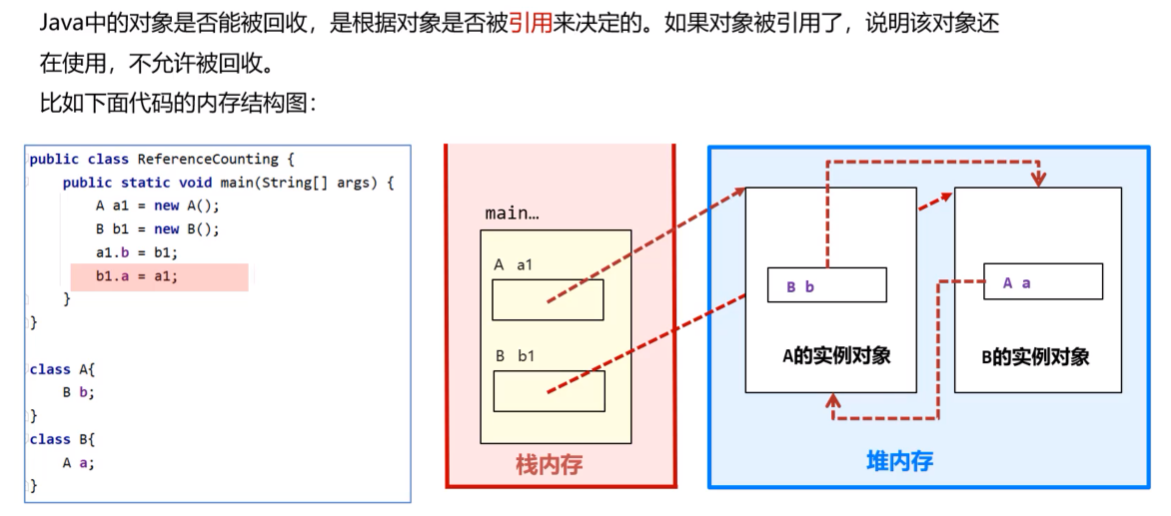 Java中的对象是否能被回收，是根据对象是否被引用来决定的。如果对象被引用了，说明该对象还
在使用，不允许被回收。
比如下面代码的内存结构图：
public class ReferenceCounting {
public static void main(String[] args) {
A a1 = new A();
B b1 = new B();
a1.b = b1;
b1.a = a1;
}
}
class A{
B b;
}
class B{
A a;
}
main…
A a1
B b1
栈内存
B b
A的实例对象
A a
B的实例对象
堆内存